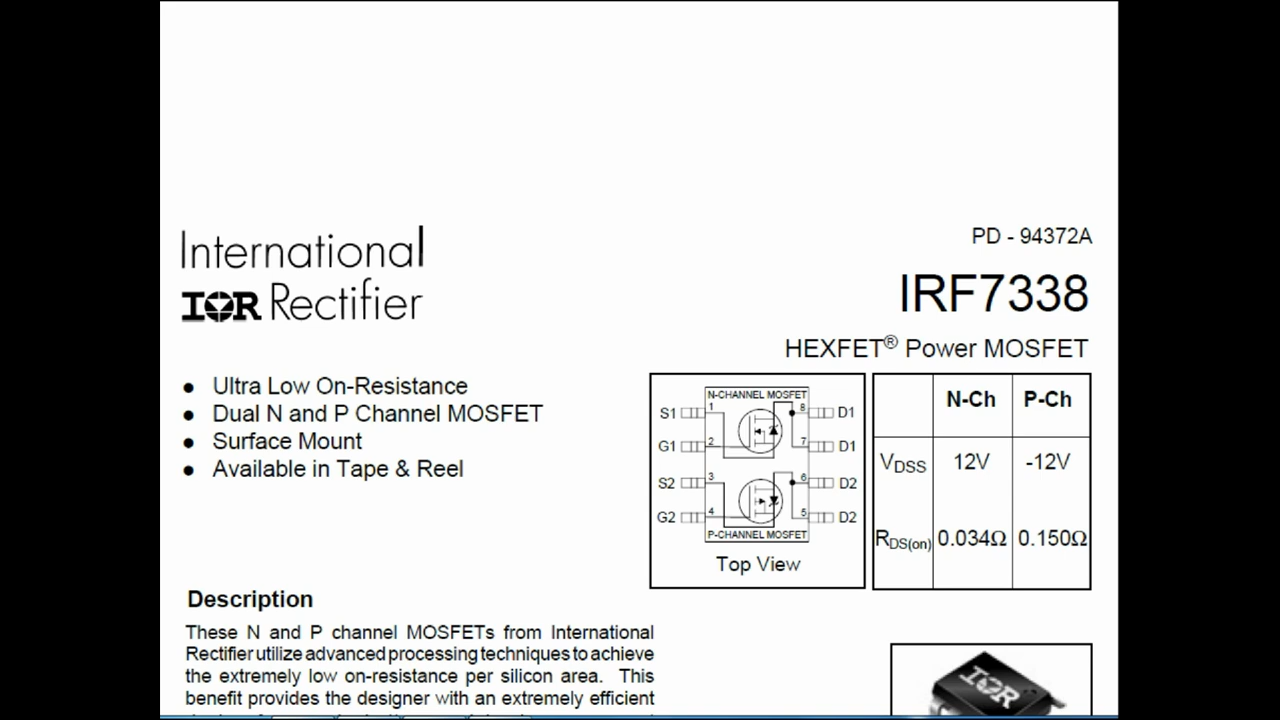 PD - 94372A
International
IOR Rectifier
IRF7338
HEXFET® Power MOSFET
● Ultra Low On-Resistance
● Dual N and P Channel MOSFET
● Surface Mount
● Available in Tape & Reel
N-CHANNEL MOSFET
S1 1 8 D1
G1 2 7 D1
S2 3 6 D2
G2 4 5 D2
P-CHANNEL MOSFET
Top View
N-Ch P-Ch
VDSS 12V -12V
RDS(on) 0.034Ω 0.150Ω
Description
These N and P channel MOSFETs from International
Rectifier utilize advanced processing techniques to achieve
the extremely low on-resistance per silicon area. This
benefit provides the designer with an extremely efficient
IOR